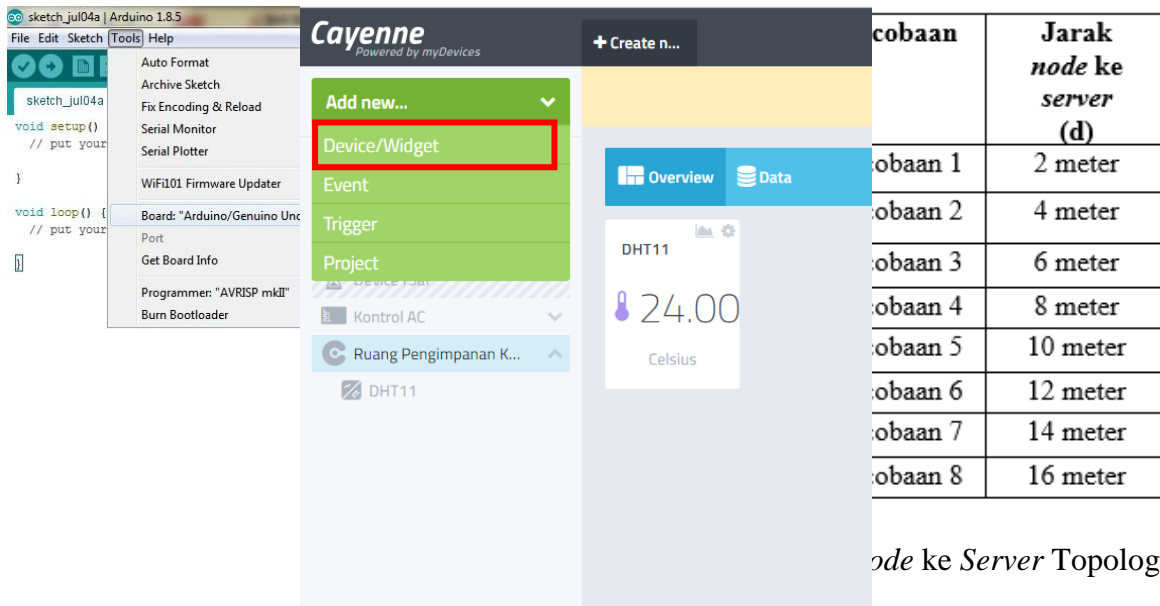 sketch_jul04a | Arduino 1.8.5
File Edit Sketch Tools Help
sketch_jul04a
void setup()
// put your
}
void loop() {
// put your
}
Auto Format
Archive Sketch
Fix Encoding & Reload
Serial Monitor
Serial Plotter
WiFi101 Firmware Updater
Board: "Arduino/Genuino Uno
Port
Get Board Info
Programmer: "AVRISP mkII"
Burn Bootloader
Cayenne
Powered by myDevices
+ Create n...
Add new...
Device/Widget
Event
Trigger
Project
Kontrol AC
Ruang Pengimpanan K...
DHT11
Overview
Data
DHT11
24.00
Celsius
cobaan Jarak
node ke
server
(d)
cobaan 1 2 meter
cobaan 2 4 meter
cobaan 3 6 meter
cobaan 4 8 meter
cobaan 5 10 meter
cobaan 6 12 meter
cobaan 7 14 meter
cobaan 8 16 meter
ode ke Server Topolog